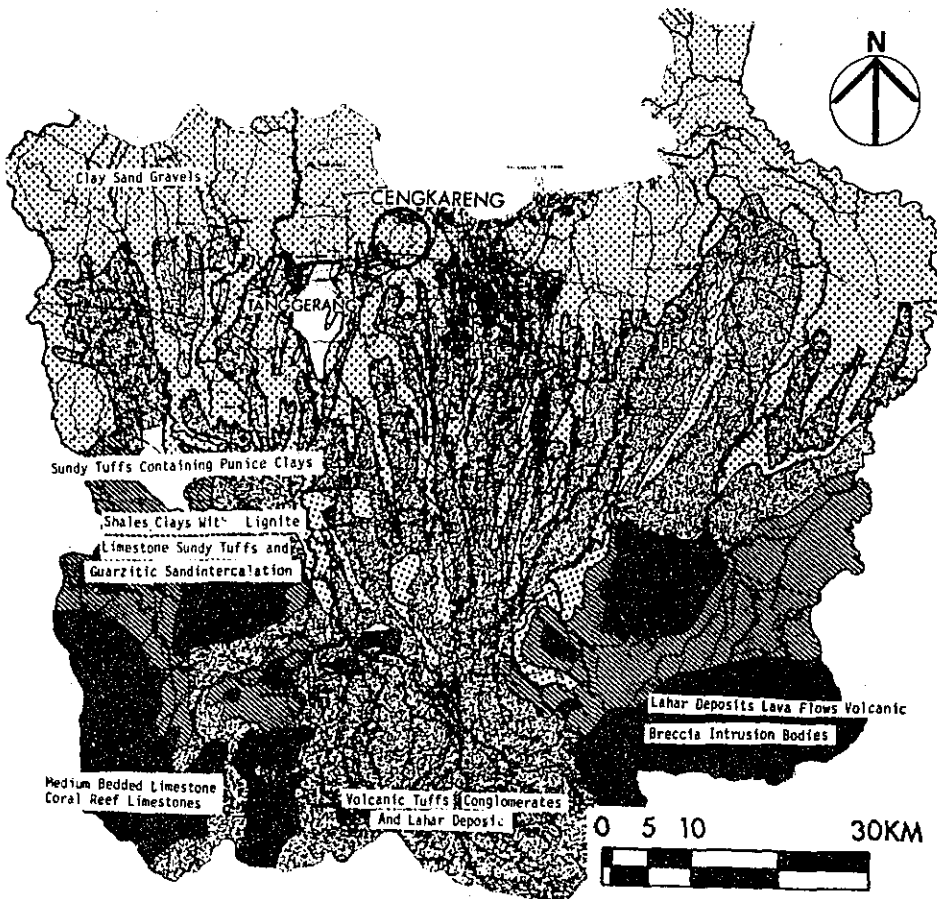 N
Clay Sand Gravels
CENGKARENG
TANGGERANG
BEKASI
Sundy Tuffs Containing Punice Clays
Shales Clays With Lignite
Limestone Sundy Tuffs and
Guarzitic Sandintercalation
Lahar Deposits Lava Flows Volcanic
Breccia Intrusion Bodies
Medium Bedded Limestone
Coral Reef Limestones
Volcanic Tuffs Conglomerates
And Lahar Deposic
0 5 10 30KM